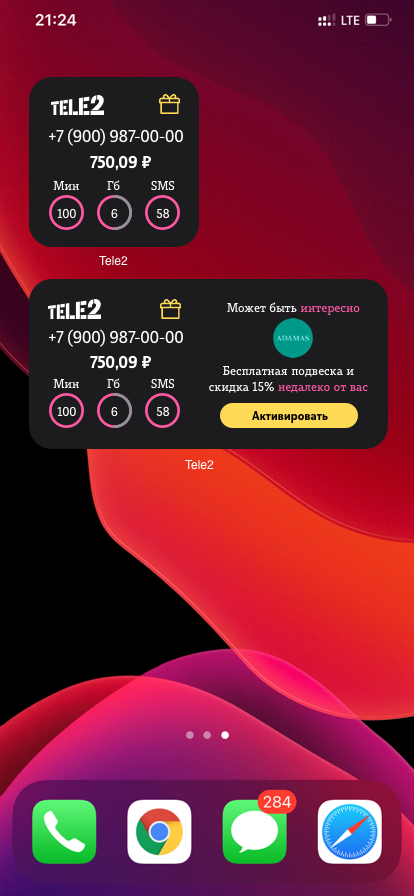 21:24
LTE
TELE2
+7 (900) 987-00-00
750,09 ₽
Мин Гб SMS
100 6 58
Tele2
TELE2
+7 (900) 987-00-00
750,09 ₽
Мин Гб SMS
100 6 58
Может быть интересно
ADAMAS
Бесплатная подвеска и
скидка 15% недалеко от вас
Активировать
Tele2
284